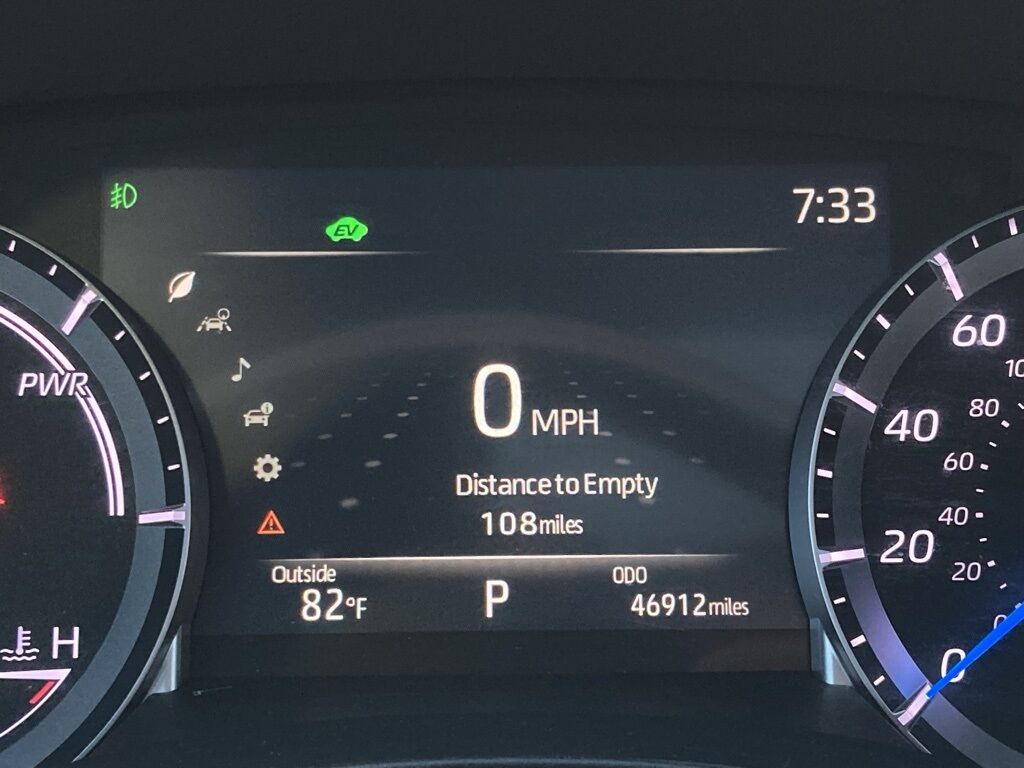 7:33
EV
PWR
0 MPH
Distance to Empty
108 miles
Outside
82°F
P
ODO
46912 miles
H
60
40
20
0
80
60
40
20